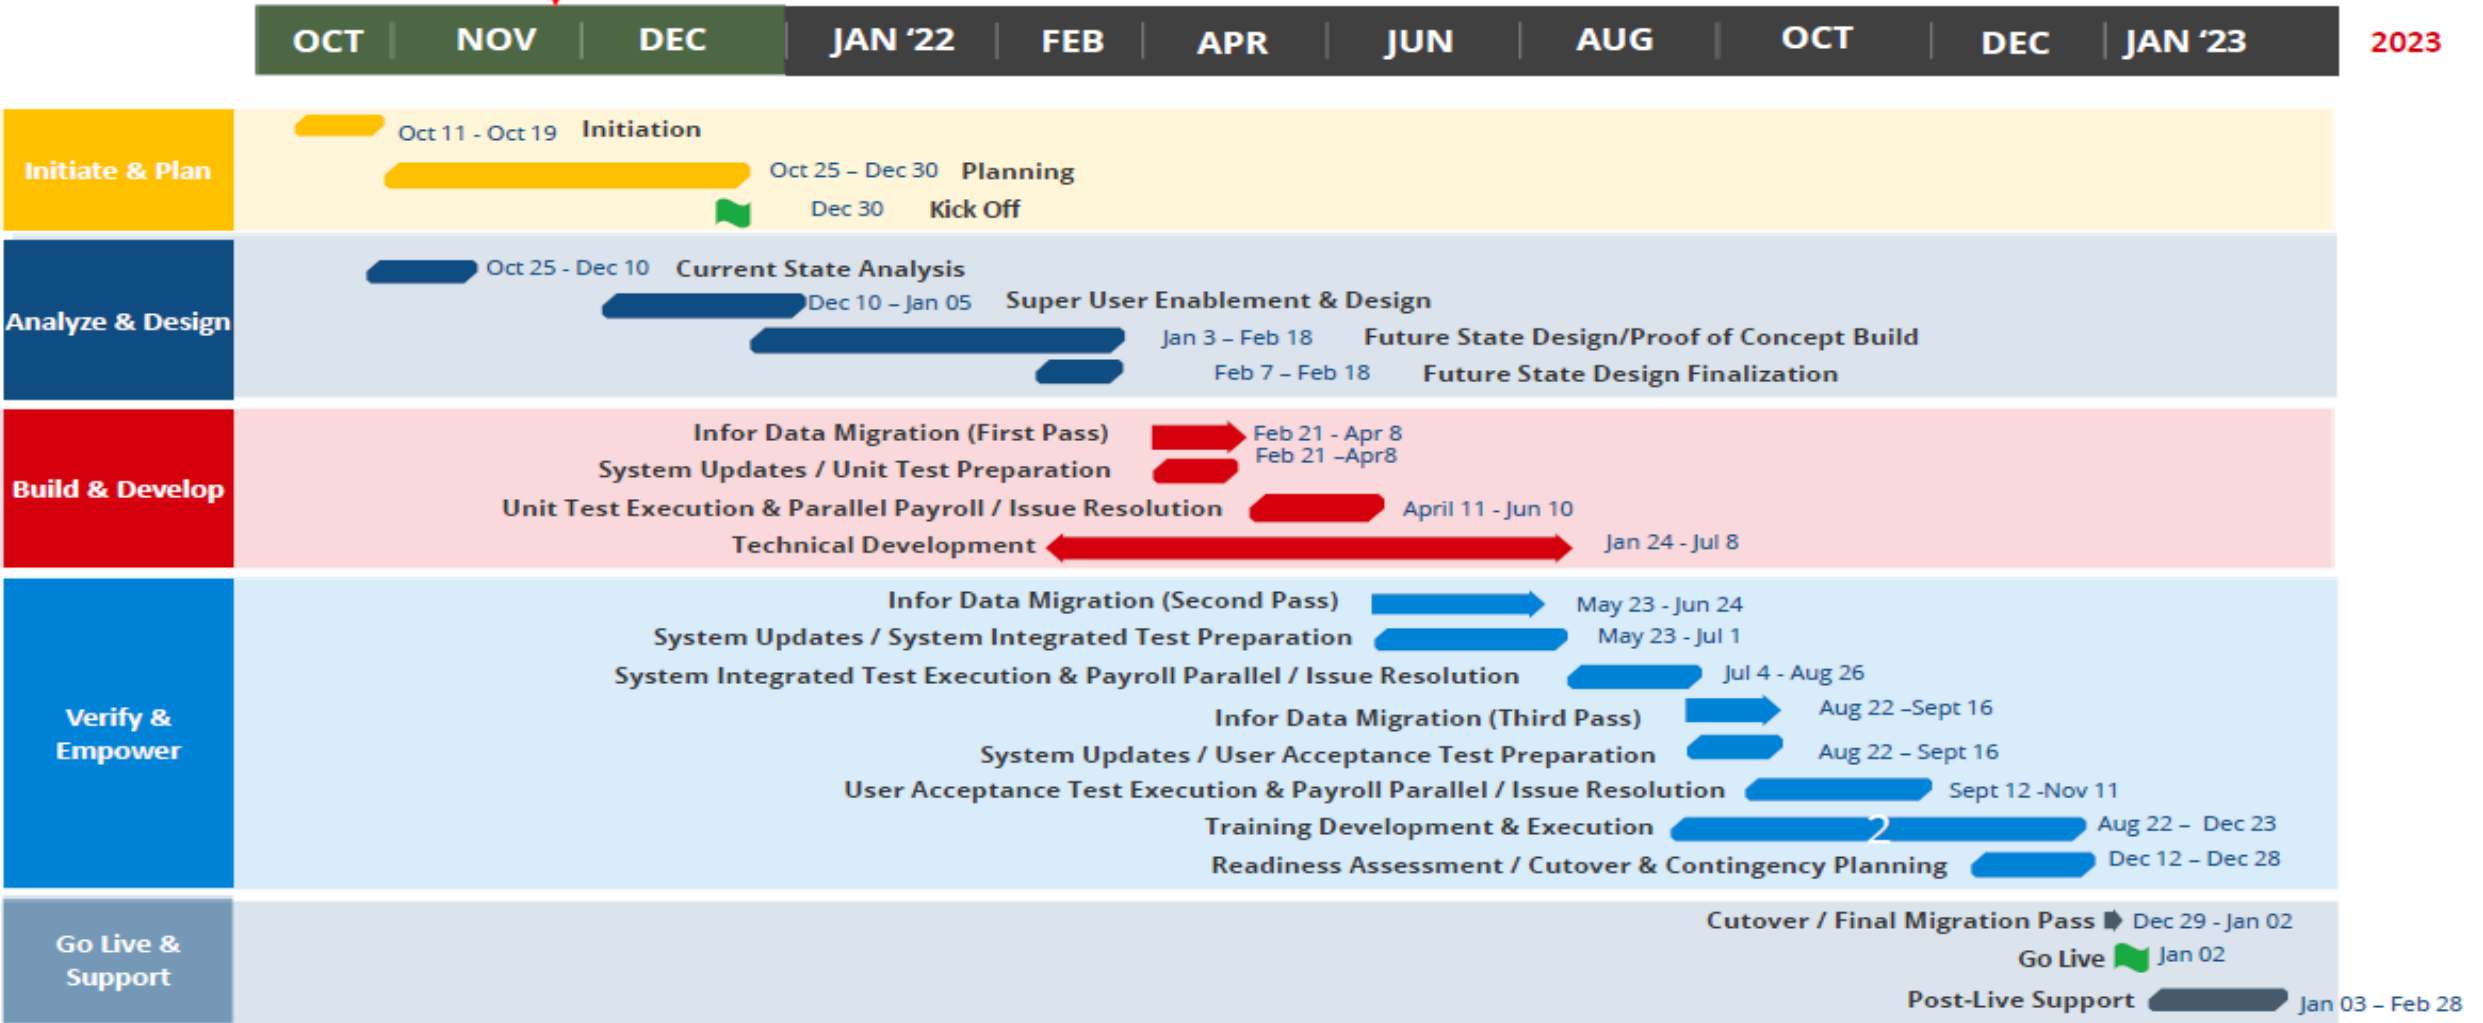 OCT NOV DEC JAN ‘22 FEB APR JUN AUG OCT DEC JAN ‘23 2023
Initiate & Plan
Oct 11 - Oct 19 Initiation
Oct 25 – Dec 30 Planning
Dec 30 Kick Off
Analyze & Design
Oct 25 - Dec 10 Current State Analysis
Dec 10 – Jan 05 Super User Enablement & Design
Jan 3 – Feb 18 Future State Design/Proof of Concept Build
Feb 7 – Feb 18 Future State Design Finalization
Build & Develop
Infor Data Migration (First Pass) Feb 21 - Apr 8
System Updates / Unit Test Preparation Feb 21 –Apr8
Unit Test Execution & Parallel Payroll / Issue Resolution April 11 - Jun 10
Technical Development Jan 24 - Jul 8
Verify &
Empower
Infor Data Migration (Second Pass) May 23 - Jun 24
System Updates / System Integrated Test Preparation May 23 - Jul 1
System Integrated Test Execution & Payroll Parallel / Issue Resolution Jul 4 - Aug 26
Infor Data Migration (Third Pass) Aug 22 –Sept 16
System Updates / User Acceptance Test Preparation Aug 22 – Sept 16
User Acceptance Test Execution & Payroll Parallel / Issue Resolution Sept 12 -Nov 11
Training Development & Execution 2 Aug 22 – Dec 23
Readiness Assessment / Cutover & Contingency Planning Dec 12 – Dec 28
Go Live &
Support
Cutover / Final Migration Pass Dec 29 - Jan 02
Go Live Jan 02
Post-Live Support Jan 03 – Feb 28